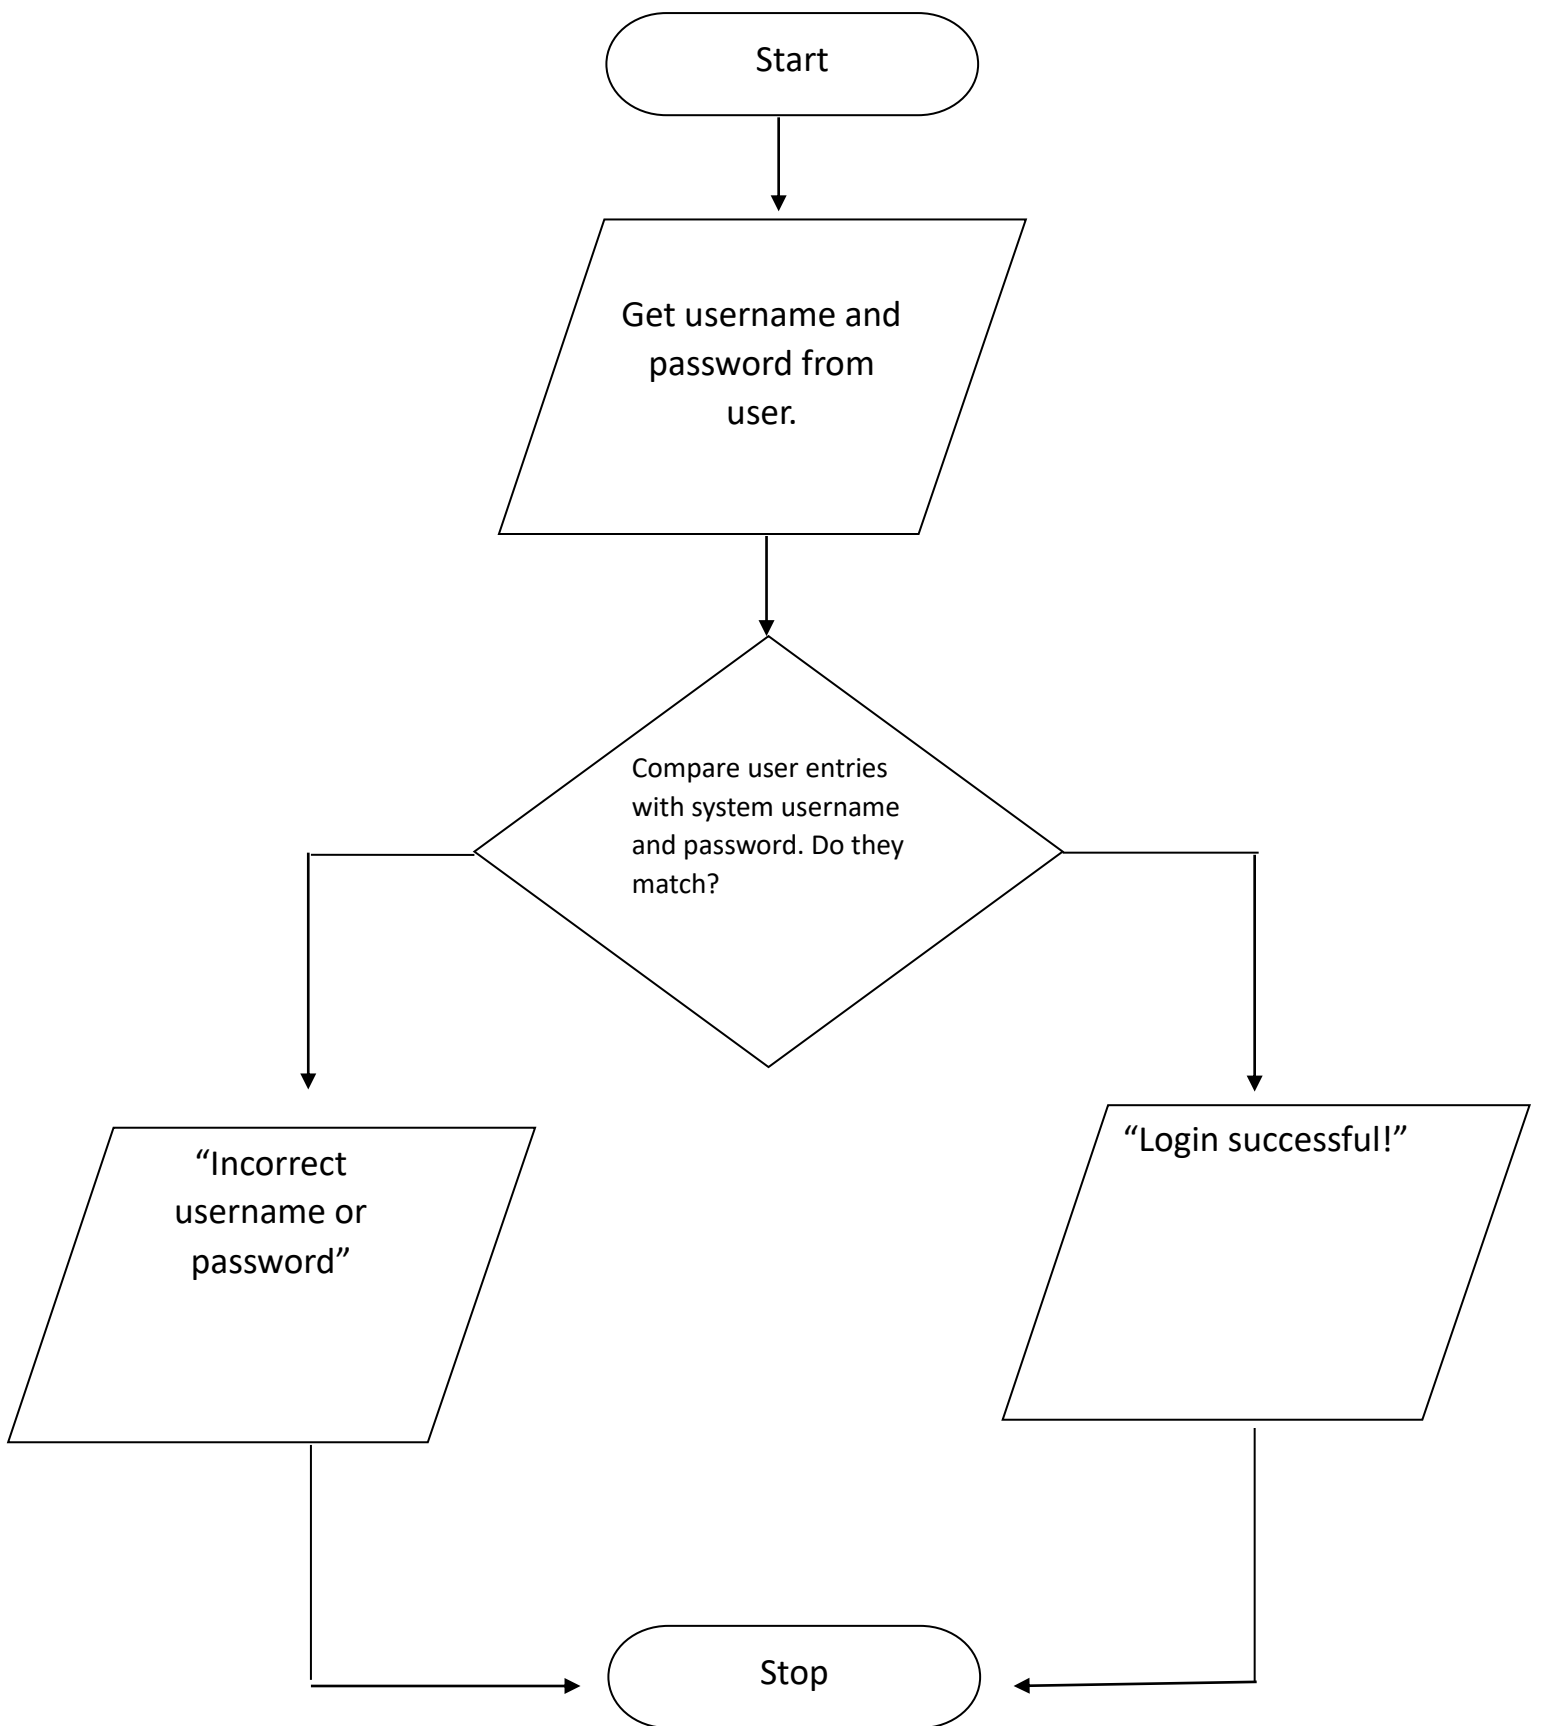 Start
Get username and
password from
user.
Compare user entries
with system username
and password. Do they
match?
“Incorrect
username or
password”
“Login successful!”
Stop